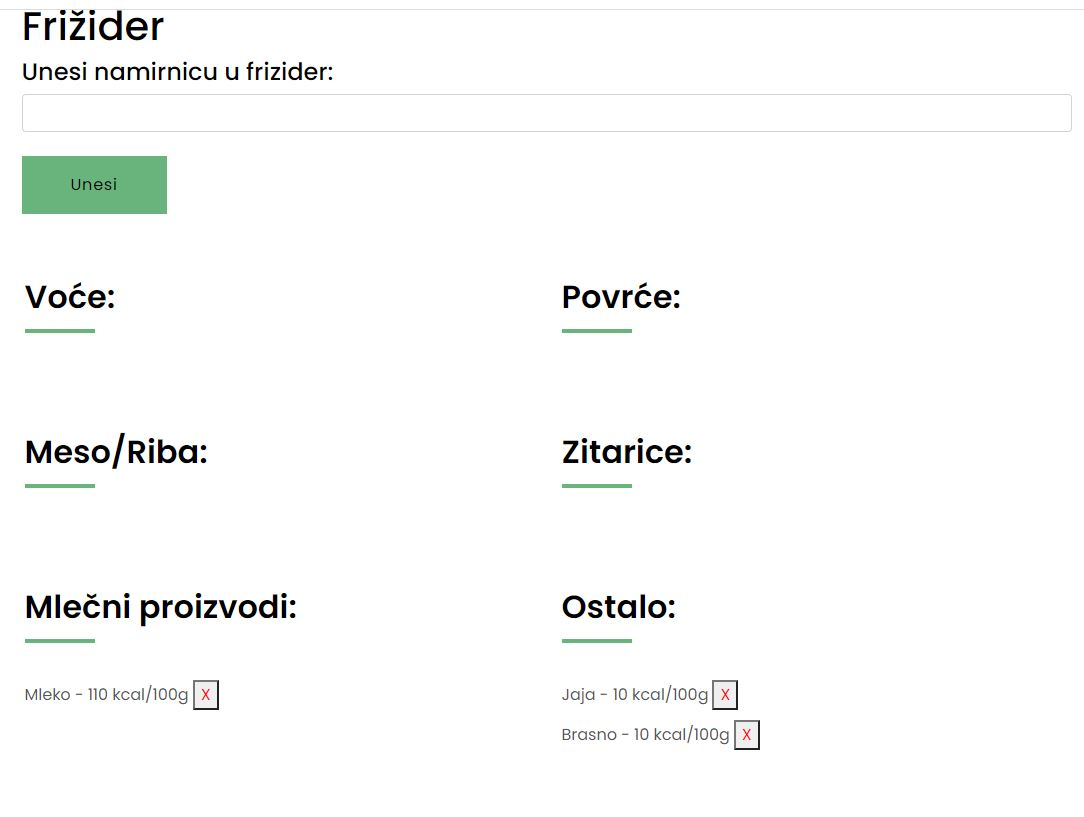 Frižider
Unesi namirnicu u frizider:
Unesi
Voće:
Povrće:
Meso/Riba:
Zitarice:
Mlečni proizvodi:
Ostalo:
Mleko - 110 kcal/100g X
Jaja - 10 kcal/100g X
Brasno - 10 kcal/100g X